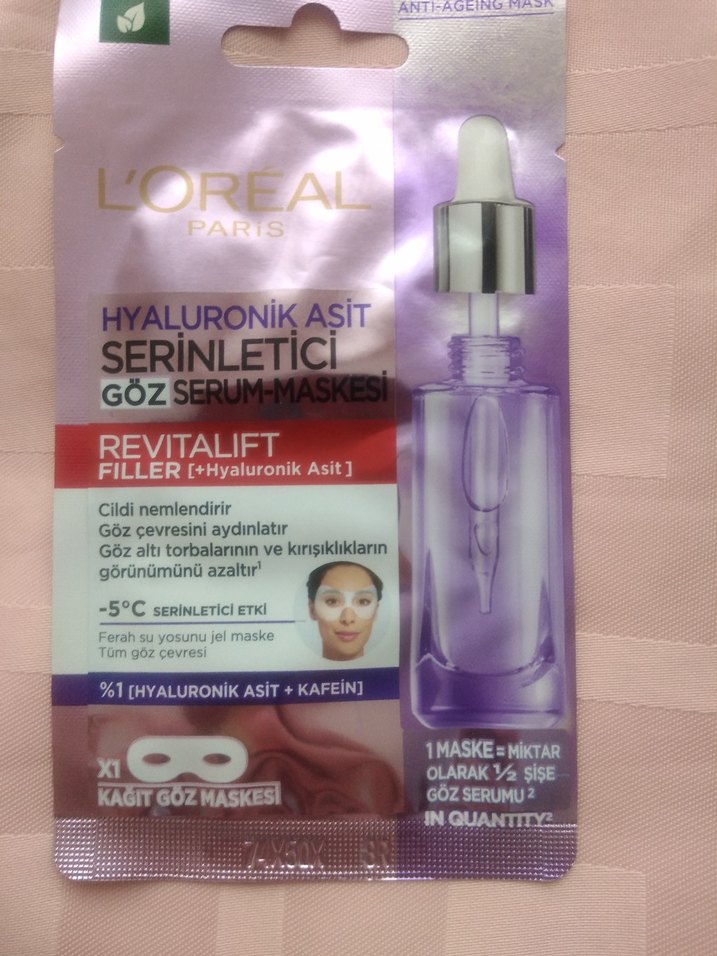 ANTI-AGEING MASK
L'ORÉAL
PARIS
HYALURONİK ASİT
SERİNLETİCİ
GÖZ SERUM-MASKESİ
REVITALIFT
FILLER [+Hyaluronik Asit]
Cildi nemlendirir
Göz çevresini aydınlatır
Göz altı torbalarının ve kırışıklıkların
görünümünü azaltır¹
-5°C SERİNLETİCİ ETKİ
Ferah su yosunu jel maske
Tüm göz çevresi
%1 [HYALURONİK ASİT + KAFEİN]
X1
KAĞIT GÖZ MASKESİ
1 MASKE = MİKTAR
OLARAK ½ ŞİŞE
GÖZ SERUMU²
IN QUANTITY²